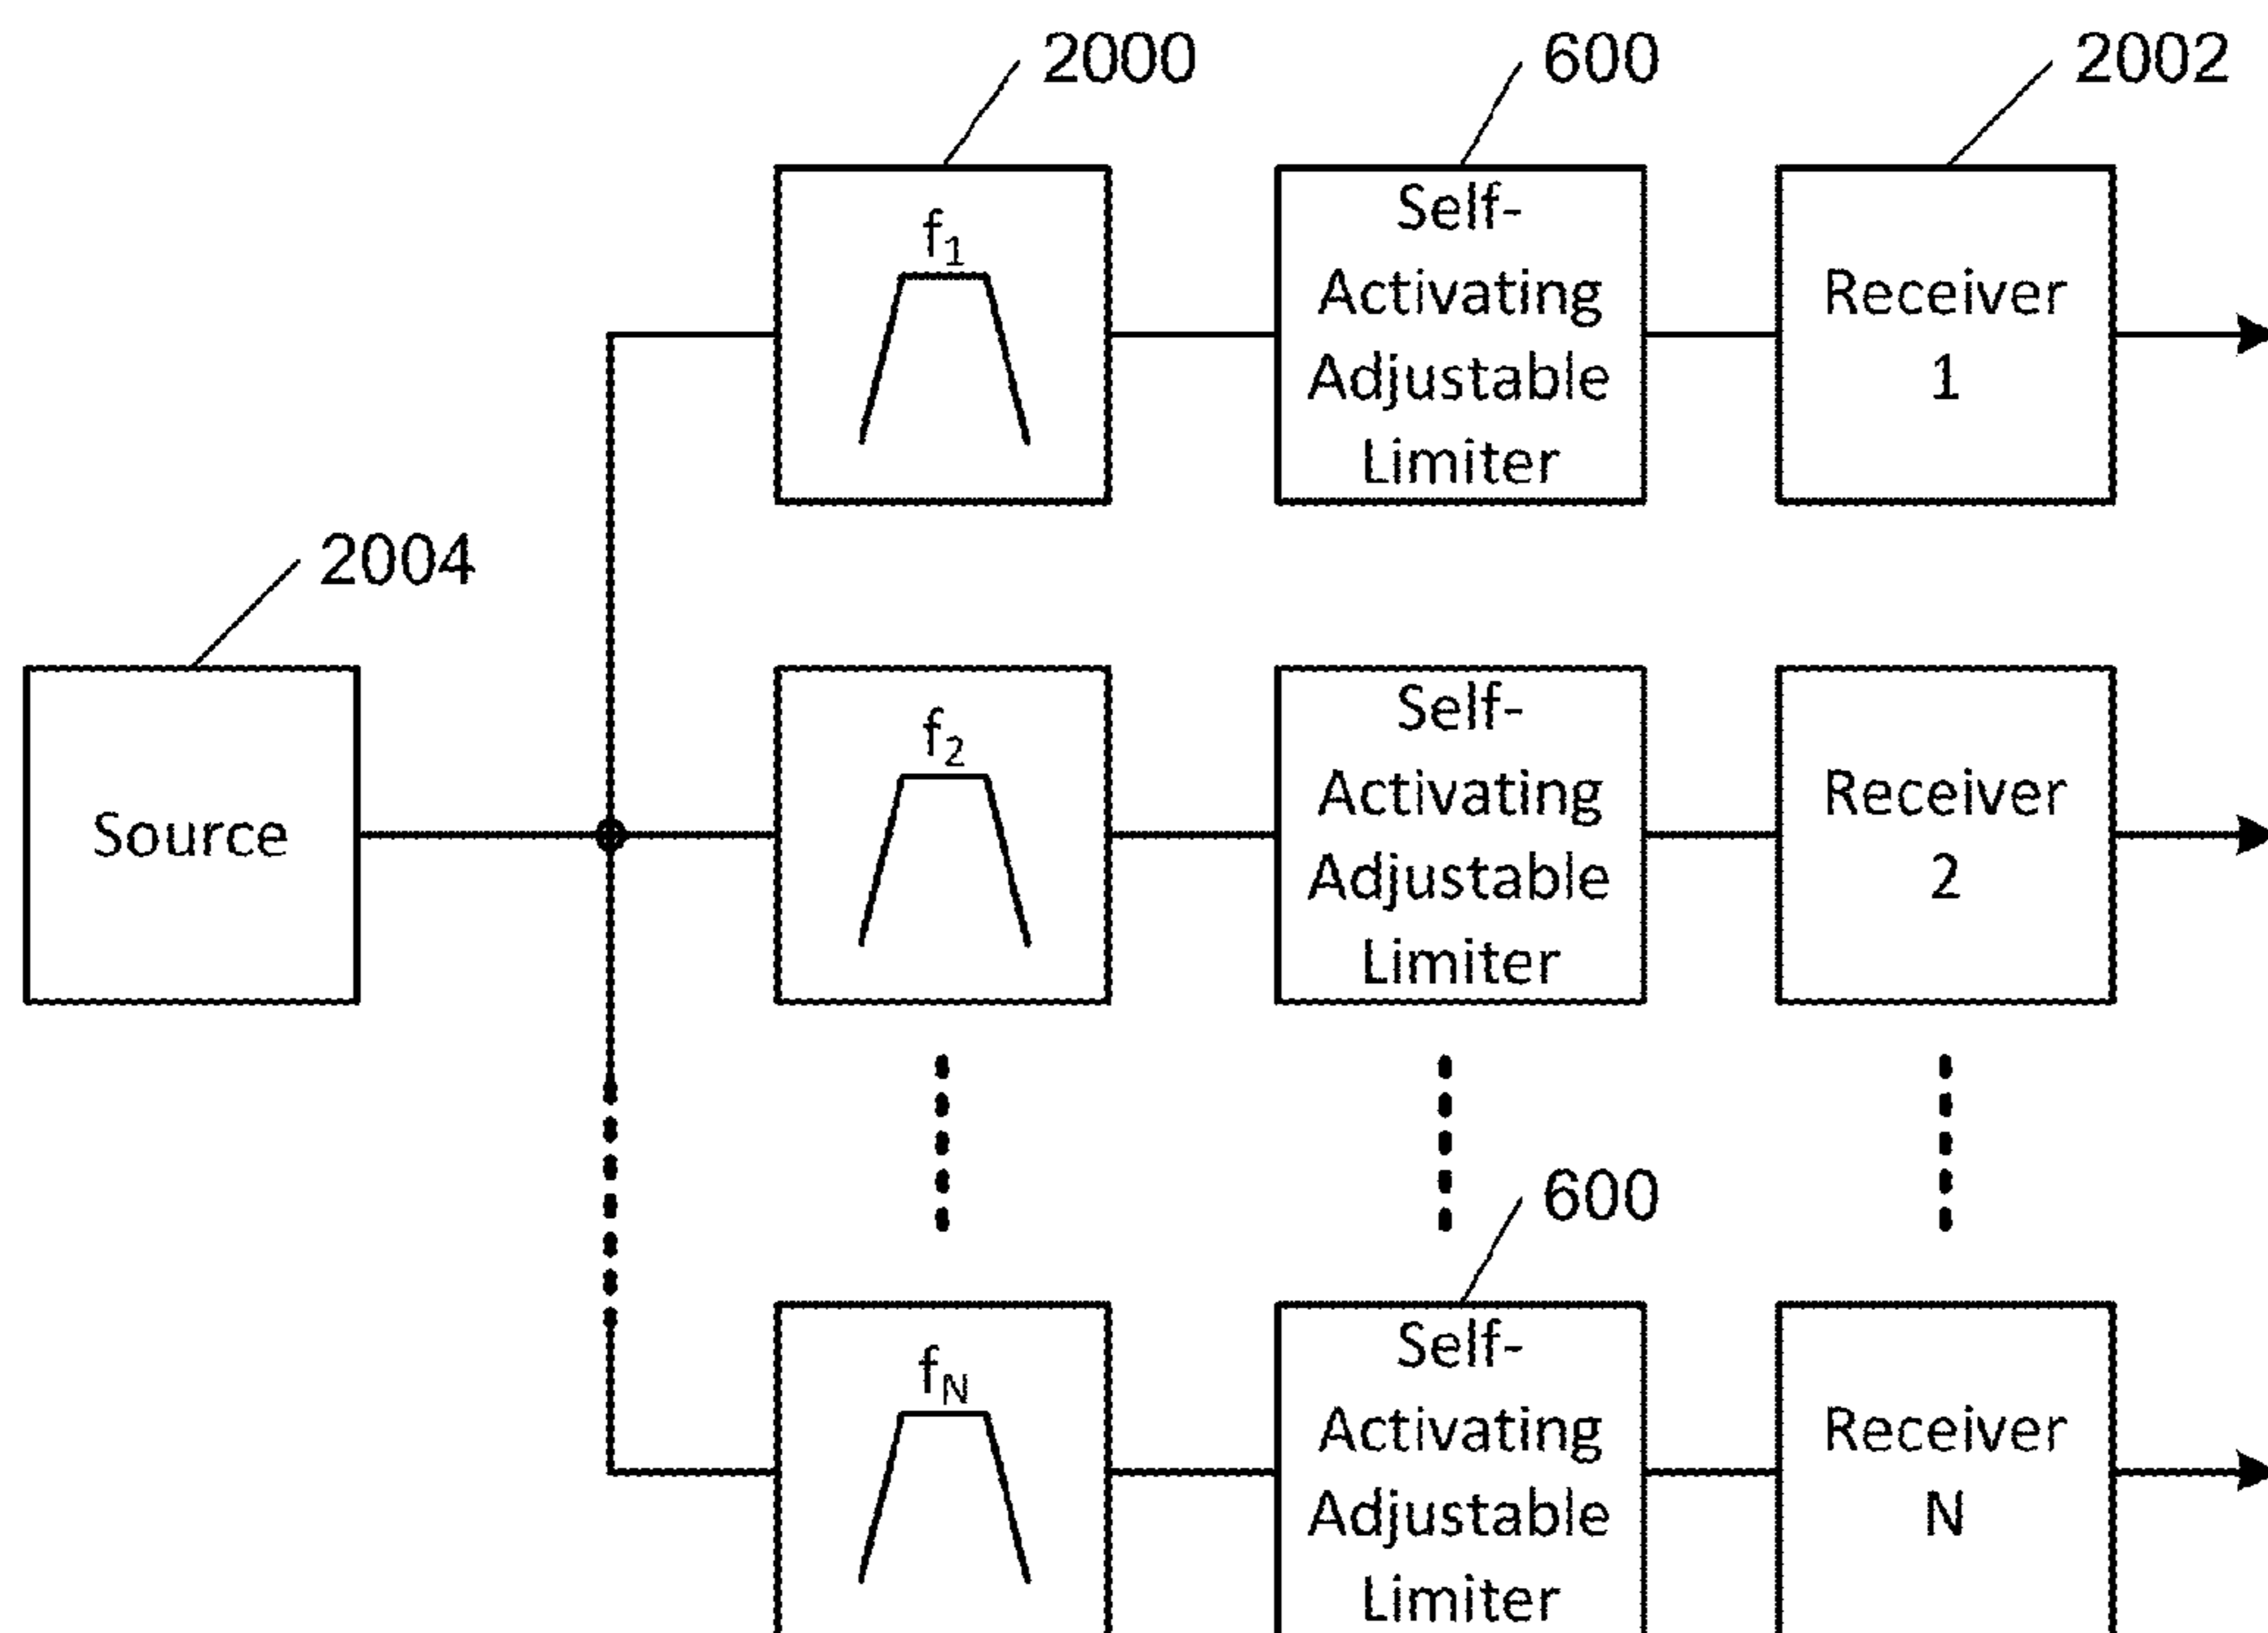 2000
600
2002
f₁
Self-
Activating
Adjustable
Limiter
Receiver
1
2004
Source
f₂
Self-
Activating
Adjustable
Limiter
Receiver
2
600
f_N
Self-
Activating
Adjustable
Limiter
Receiver
N